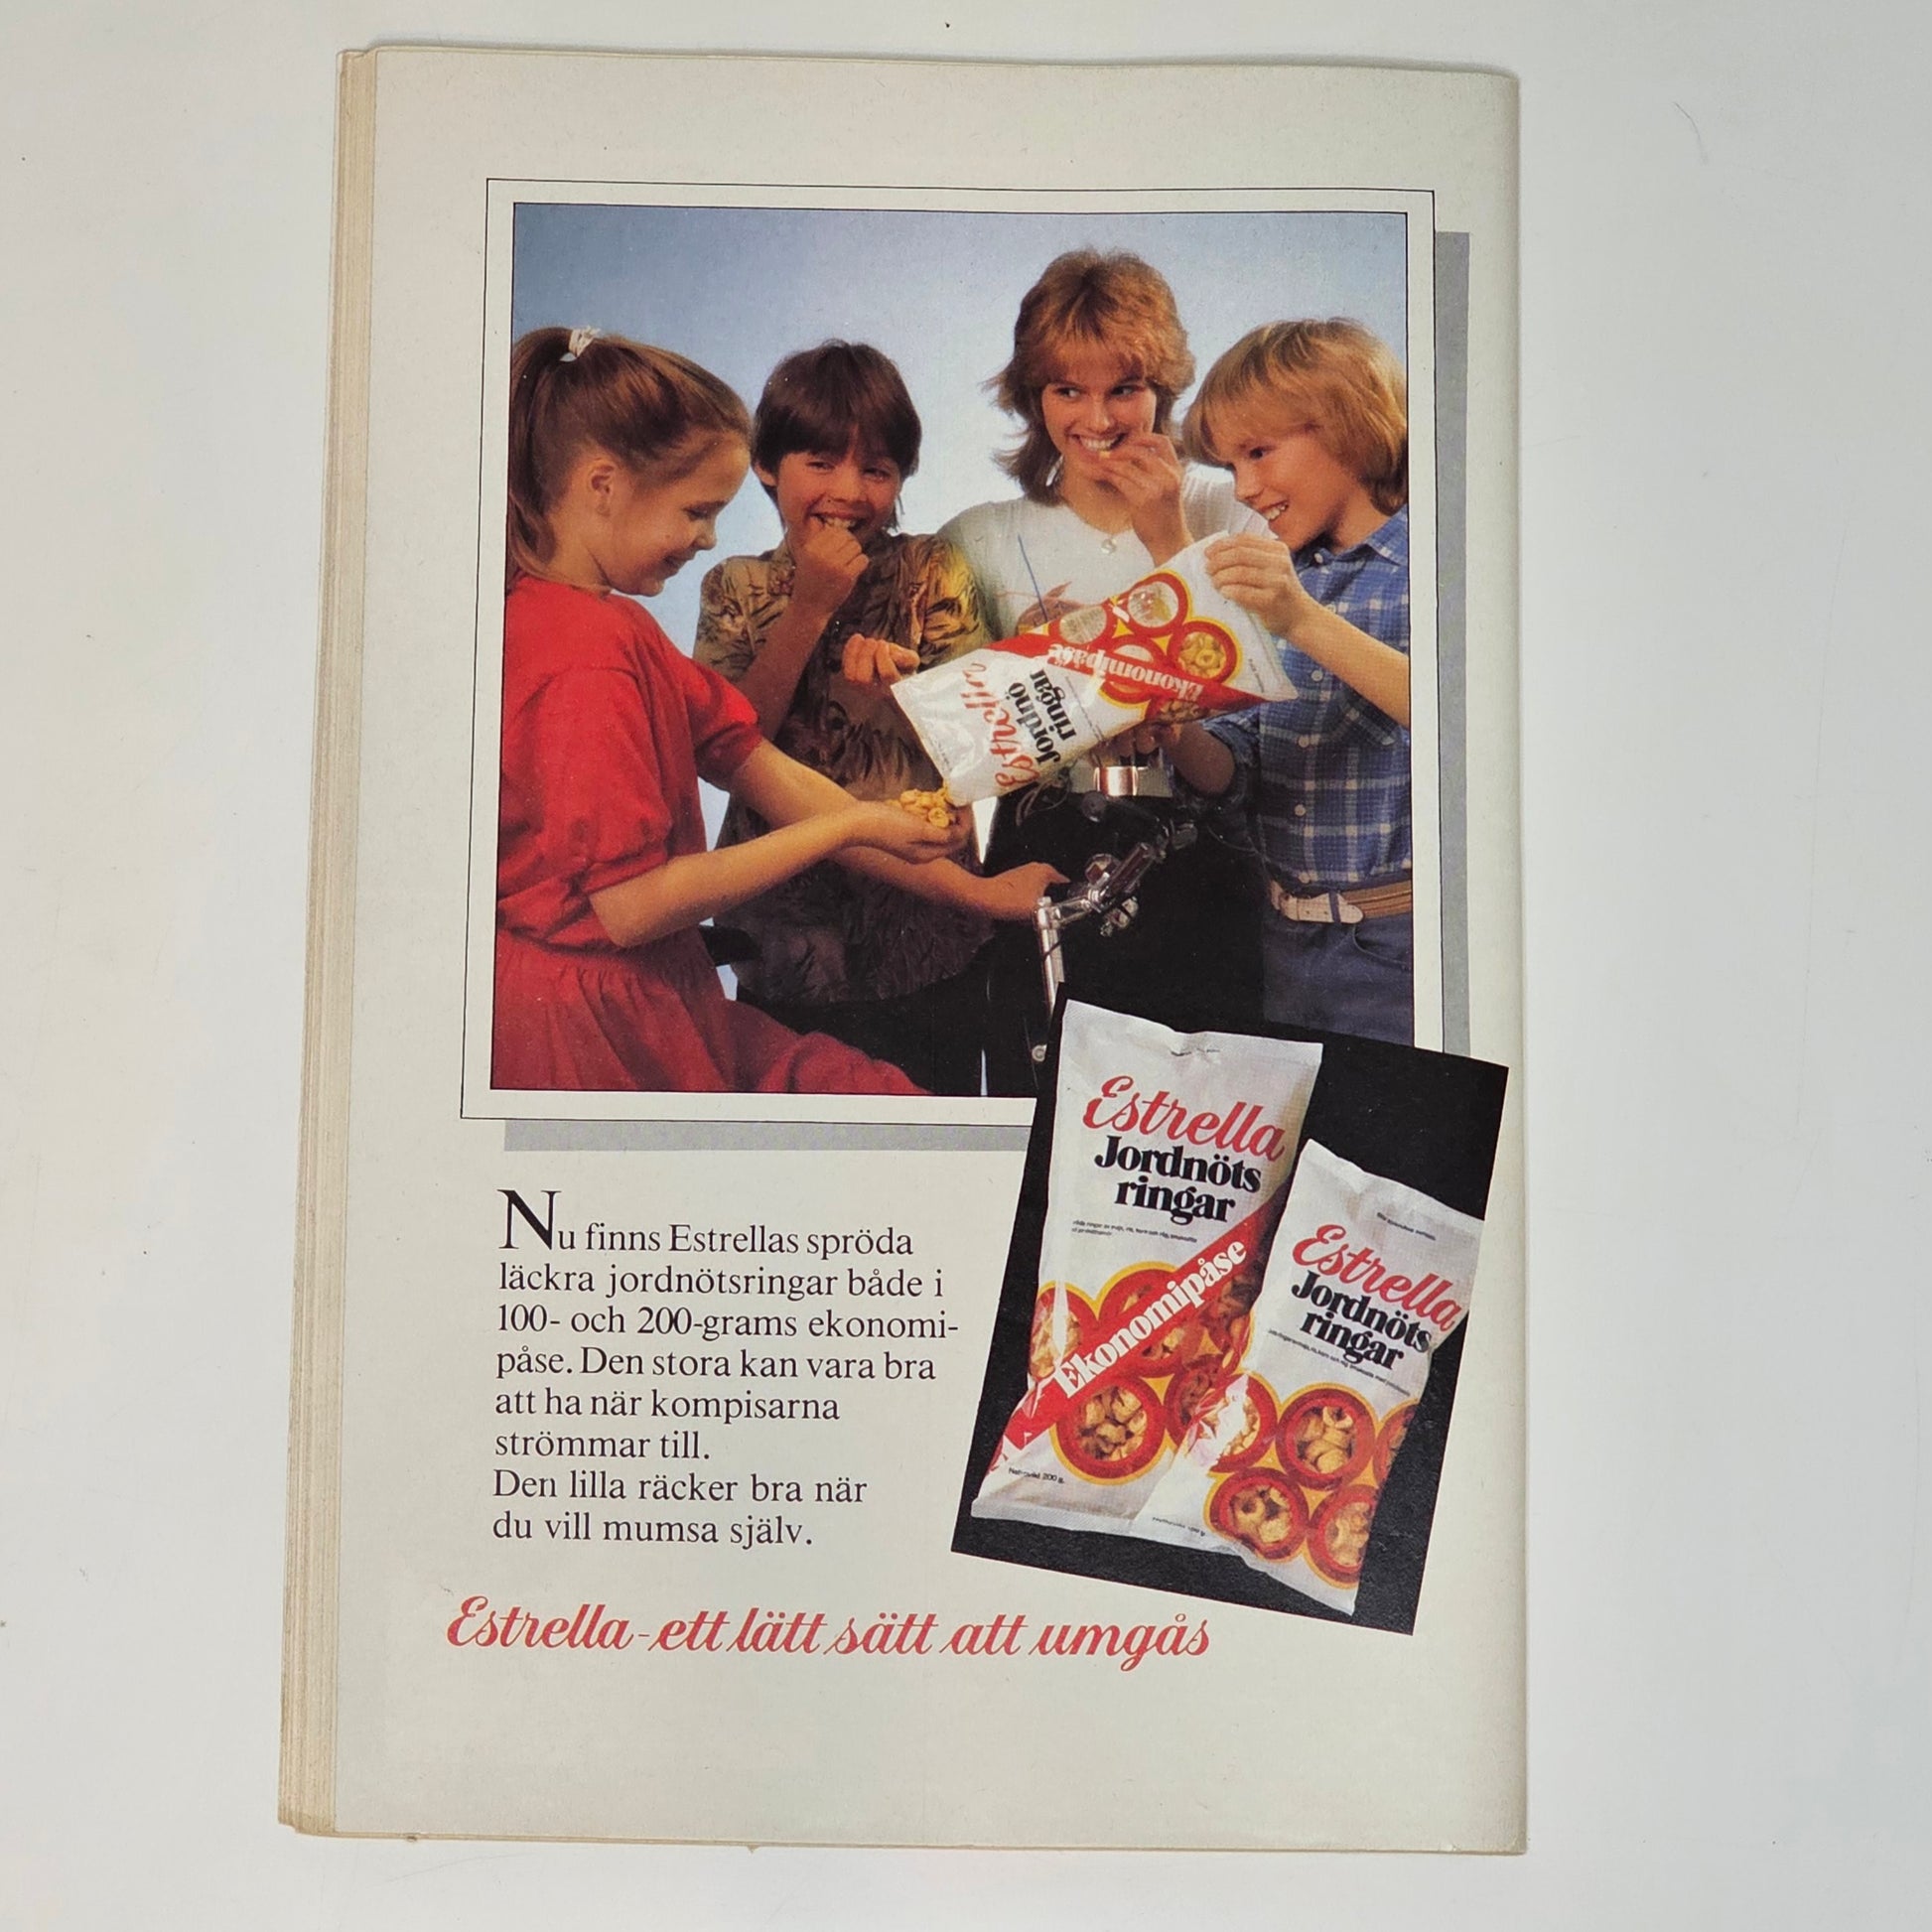 Estrella
Jordnö
ringar
Ekonomipåse
Estrella
Jordnöts
ringar
Ekonomipåse
200 g.
Estrella
Jordnöts
ringar
Nu finns Estrellas spröda
läckra jordnötsringar både i
100- och 200-grams ekonomi-
påse. Den stora kan vara bra
att ha när kompisarna
strömmar till.
Den lilla räcker bra när
du vill mumsa själv.
Estrella-ett lätt sätt att umgås